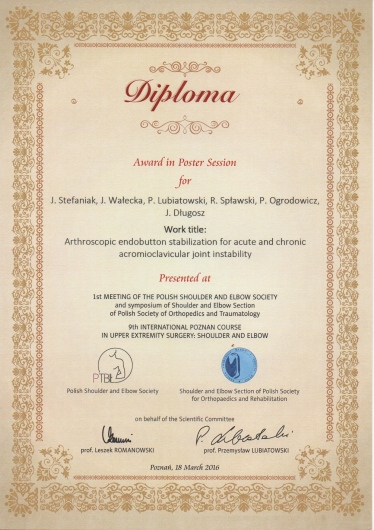 Diploma
Award in Poster Session
for
J. Stefaniak, J. Wałecka, P. Lubiatowski, R. Spławski, P. Ogrodowicz,
J. Długosz
Work title:
Arthroscopic endobutton stabilization for acute and chronic
acromioclavicular joint instability
Presented at
1st MEETING OF THE POLISH SHOULDER AND ELBOW SOCIETY
and symposium of Shoulder and Elbow Section
of Polish Society of Orthopedics and Traumatology
9th INTERNATIONAL POZNAN COURSE
IN UPPER EXTREMITY SURGERY: SHOULDER AND ELBOW
Polish Shoulder and Elbow Society
Shoulder and Elbow Section of Polish Society
for Orthopaedics and Rehabilitation
on behalf of the Scientific Committee
P. Lubiatowski
prof. Leszek ROMANOWSKI
prof. Przemysław LUBIATOWSKI
Poznań, 18 March 2016